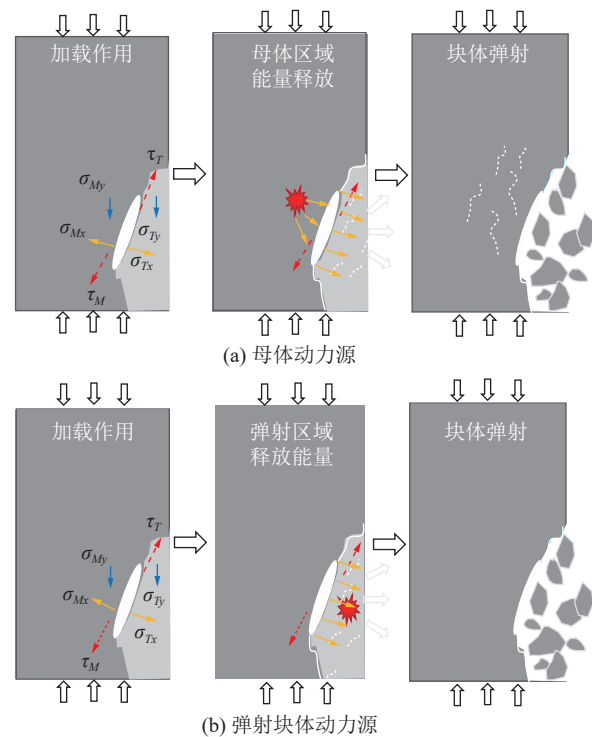 加载作用
τT
σMy
σTy
σMx
σTx
τM
母体区域
能量释放
块体弹射
(a) 母体动力源
加载作用
τT
σMy
σTy
σMx
σTx
τM
弹射区域
释放能量
块体弹射
(b) 弹射块体动力源